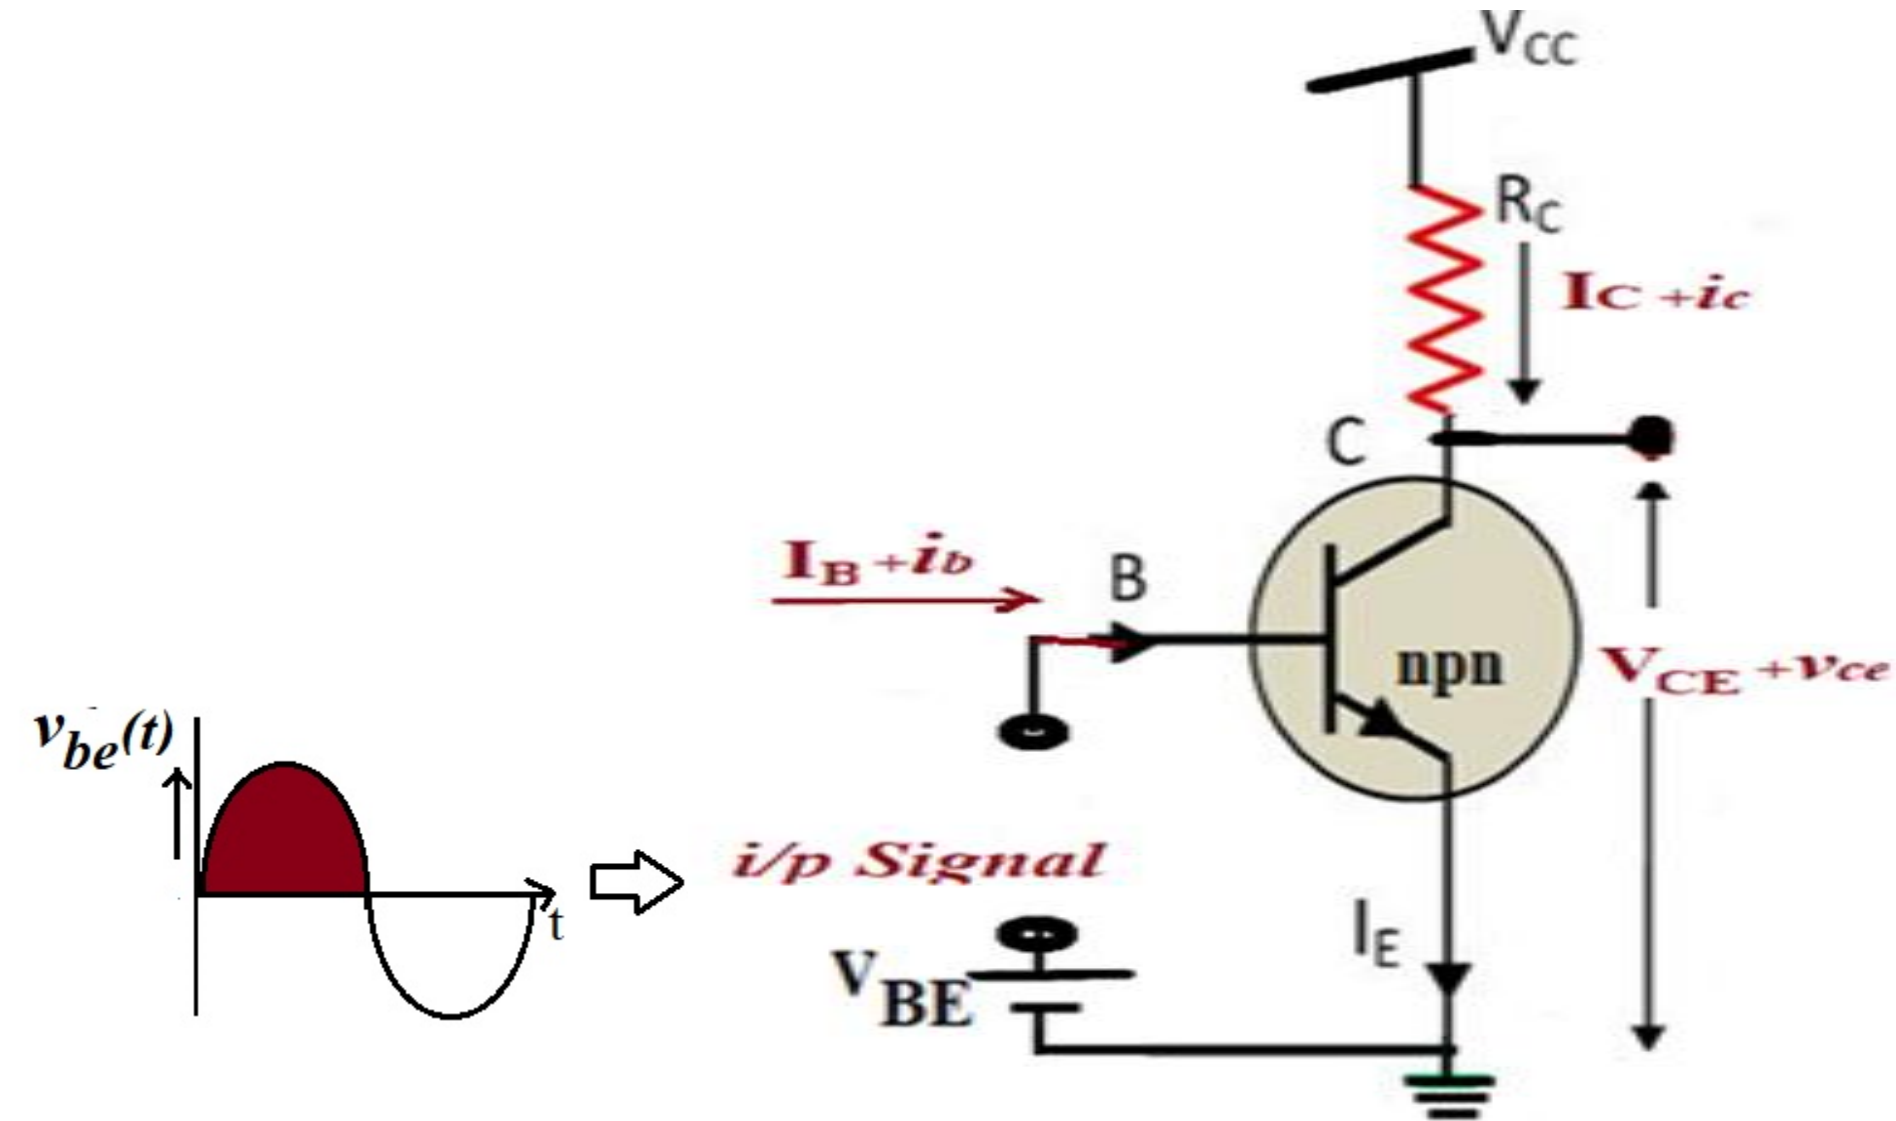 VCC
RC
IC +ic
C
IB +ib
B
npn
VCE +vce
vbe(t)
t
i/p Signal
IE
VBE